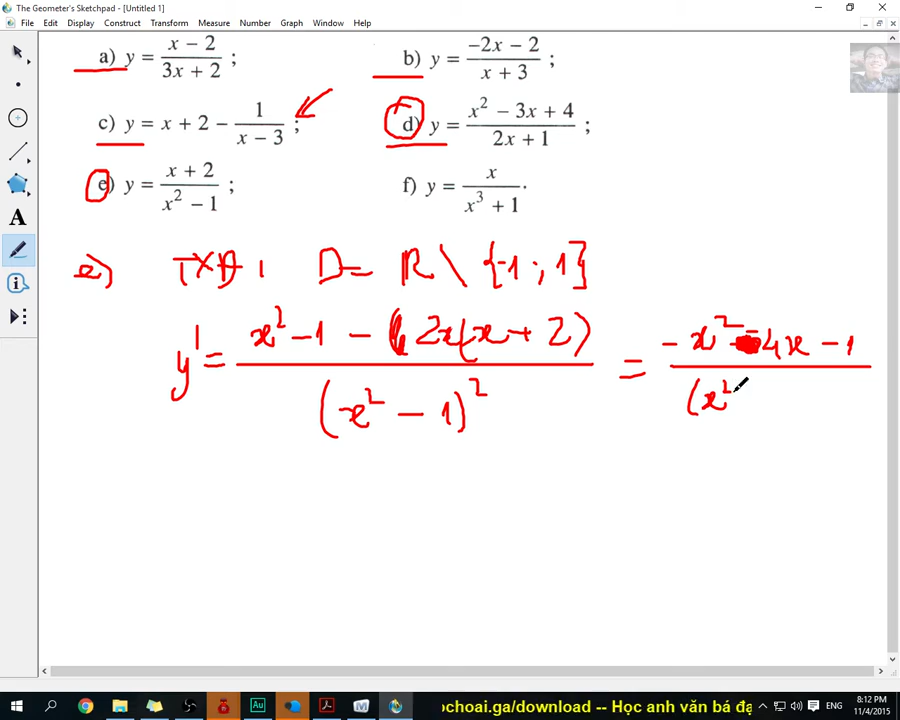 The Geometer's Sketchpad - [Untitled 1]
File Edit Display Construct Transform Measure Number Graph Window Help
a) y = (x − 2)/(3x + 2) ; b) y = (−2x − 2)/(x + 3) ;
c) y = x + 2 − 1/(x − 3) ; d) y = (x² − 3x + 4)/(2x + 1) ;
e) y = (x + 2)/(x² − 1) ; f) y = x/(x³ + 1).
e) TXĐ : D = R \ {-1 ; 1}
y' = (x² − 1 − 2x(x + 2))/(x² − 1)² = (−x² − 4x − 1)/(x²
A
ochoai.ga/download -- Học anh văn bá đạ
ENG
8:12 PM
11/4/2015